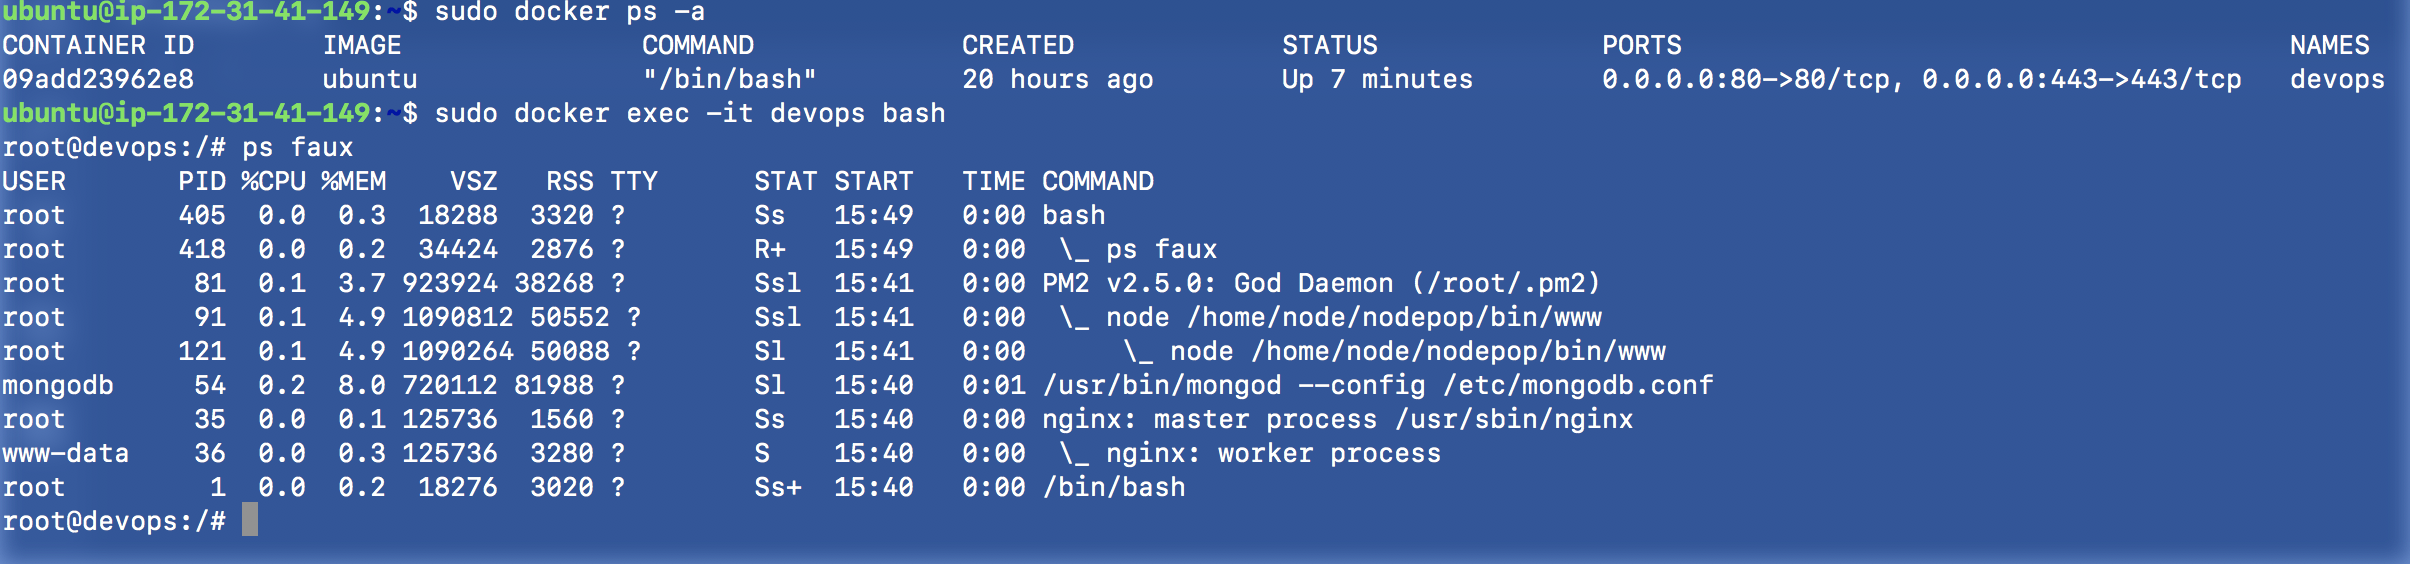 ubuntu@ip-172-31-41-149:~$ sudo docker ps -a
CONTAINER ID        IMAGE               COMMAND             CREATED             STATUS              PORTS                                      NAMES
09add23962e8        ubuntu              "/bin/bash"         20 hours ago        Up 7 minutes        0.0.0.0:80->80/tcp, 0.0.0.0:443->443/tcp   devops
ubuntu@ip-172-31-41-149:~$ sudo docker exec -it devops bash
root@devops:/# ps faux
USER       PID %CPU %MEM    VSZ   RSS TTY      STAT START   TIME COMMAND
root       405  0.0  0.3  18288  3320 ?        Ss   15:49   0:00 bash
root       418  0.0  0.2  34424  2876 ?        R+   15:49   0:00  \_ ps faux
root        81  0.1  3.7 923924 38268 ?        Ssl  15:41   0:00 PM2 v2.5.0: God Daemon (/root/.pm2)
root        91  0.1  4.9 1090812 50552 ?       Ssl  15:41   0:00  \_ node /home/node/nodepop/bin/www
root       121  0.1  4.9 1090264 50088 ?       Sl   15:41   0:00      \_ node /home/node/nodepop/bin/www
mongodb     54  0.2  8.0 720112 81988 ?        Sl   15:40   0:01 /usr/bin/mongod --config /etc/mongodb.conf
root        35  0.0  0.1 125736  1560 ?        Ss   15:40   0:00 nginx: master process /usr/sbin/nginx
www-data    36  0.0  0.3 125736  3280 ?        S    15:40   0:00  \_ nginx: worker process
root         1  0.0  0.2  18276  3020 ?        Ss+  15:40   0:00 /bin/bash
root@devops:/#